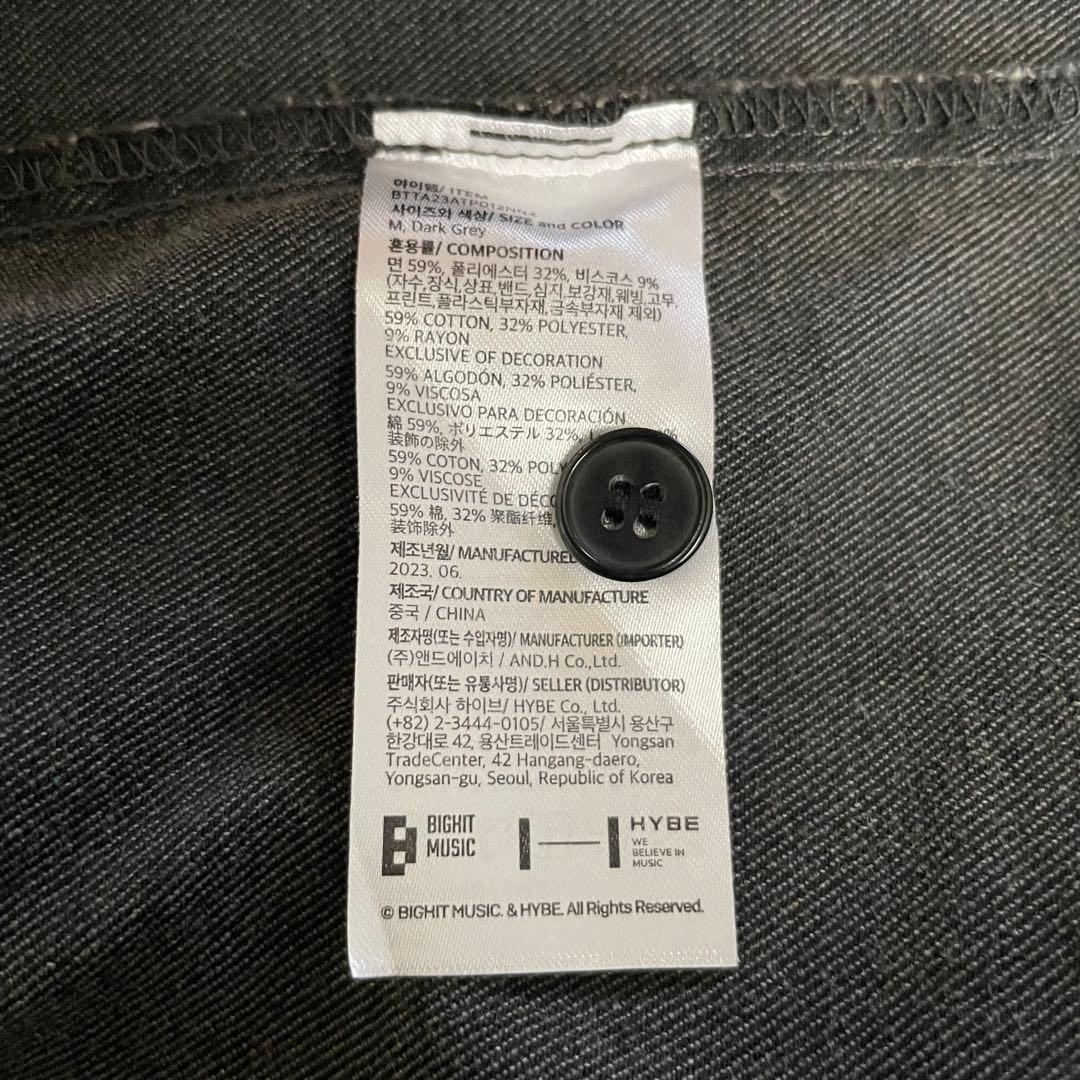 아이템/ ITEM
BTTA23ATP012NN4
사이즈와 색상/ SIZE and COLOR
M, Dark Grey
혼용률/ COMPOSITION
면 59%, 폴리에스터 32%, 비스코스 9%
(자수,장식,상표,밴드,심지,보강재,웨빙,고무,
프린트,플라스틱부자재,금속부자재 제외)
59% COTTON, 32% POLYESTER,
9% RAYON
EXCLUSIVE OF DECORATION
59% ALGODÓN, 32% POLIÉSTER,
9% VISCOSA
EXCLUSIVO PARA DECORACIÓN
綿 59%, ポリエステル 32%,
装飾の除外
59% COTON, 32%
9% VISCOSE
EXCLUSIVITÉ DE
59% 棉, 32% 聚酯纤维,
装饰除外
제조년월/ MANUFACTURED
2023. 06.
제조국/ COUNTRY OF MANUFACTURE
중국 / CHINA
제조자명(또는 수입자명)/ MANUFACTURER (IMPORTER)
(주)앤드에이치 / AND.H Co.,Ltd.
판매자(또는 유통사명)/ SELLER (DISTRIBUTOR)
주식회사 하이브/ HYBE Co., Ltd.
(+82) 2-3444-0105/ 서울특별시 용산구
한강대로 42, 용산트레이드센터 Yongsan
TradeCenter, 42 Hangang-daero,
Yongsan-gu, Seoul, Republic of Korea
BIGHIT
MUSIC
HYBE
WE
BELIEVE IN
MUSIC
© BIGHIT MUSIC. & HYBE. All Rights Reserved.